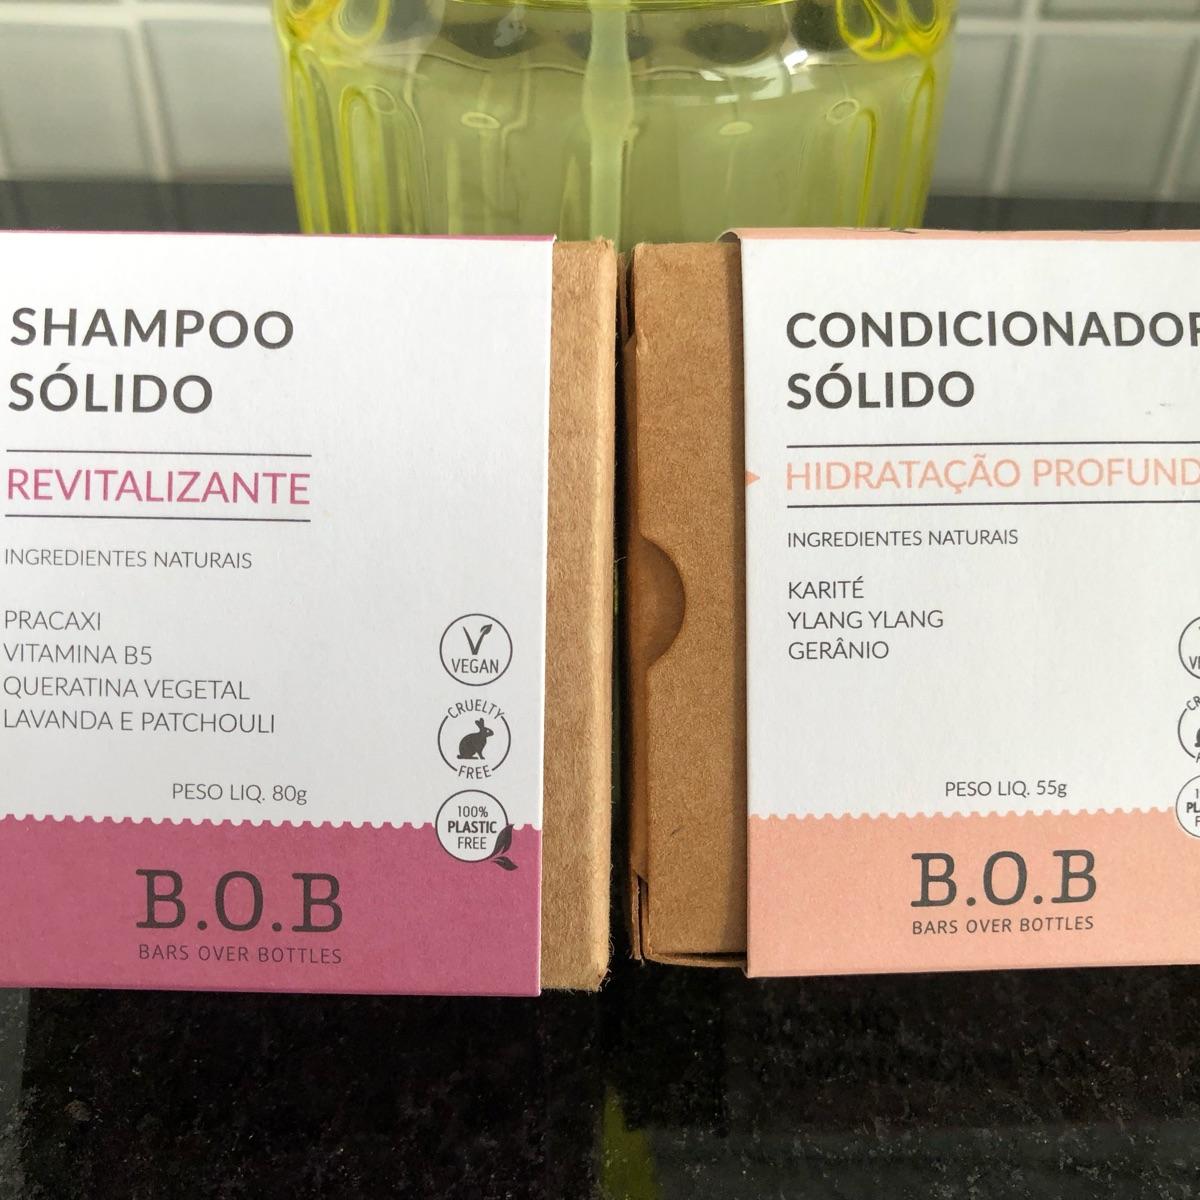 SHAMPOO
SÓLIDO
REVITALIZANTE
INGREDIENTES NATURAIS
PRACAXI
VITAMINA B5
QUERATINA VEGETAL
LAVANDA E PATCHOULI
VEGAN
CRUELTY
FREE
100%
PLASTIC
FREE
PESO LIQ. 80g
B.O.B
BARS OVER BOTTLES
CONDICIONADOR
SÓLIDO
HIDRATAÇÃO PROFUND
INGREDIENTES NATURAIS
KARITÉ
YLANG YLANG
GERÂNIO
PESO LIQ. 55g
B.O.B
BARS OVER BOTTLES